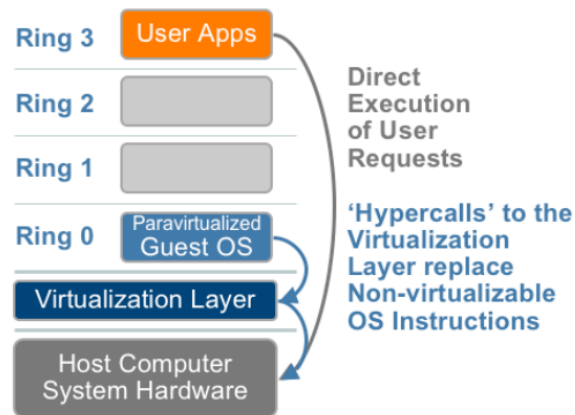 Ring 3
User Apps
Ring 2
Ring 1
Ring 0
Paravirtualized
Guest OS
Virtualization Layer
Host Computer
System Hardware
Direct
Execution
of User
Requests
‘Hypercalls’ to the
Virtualization
Layer replace
Non-virtualizable
OS Instructions